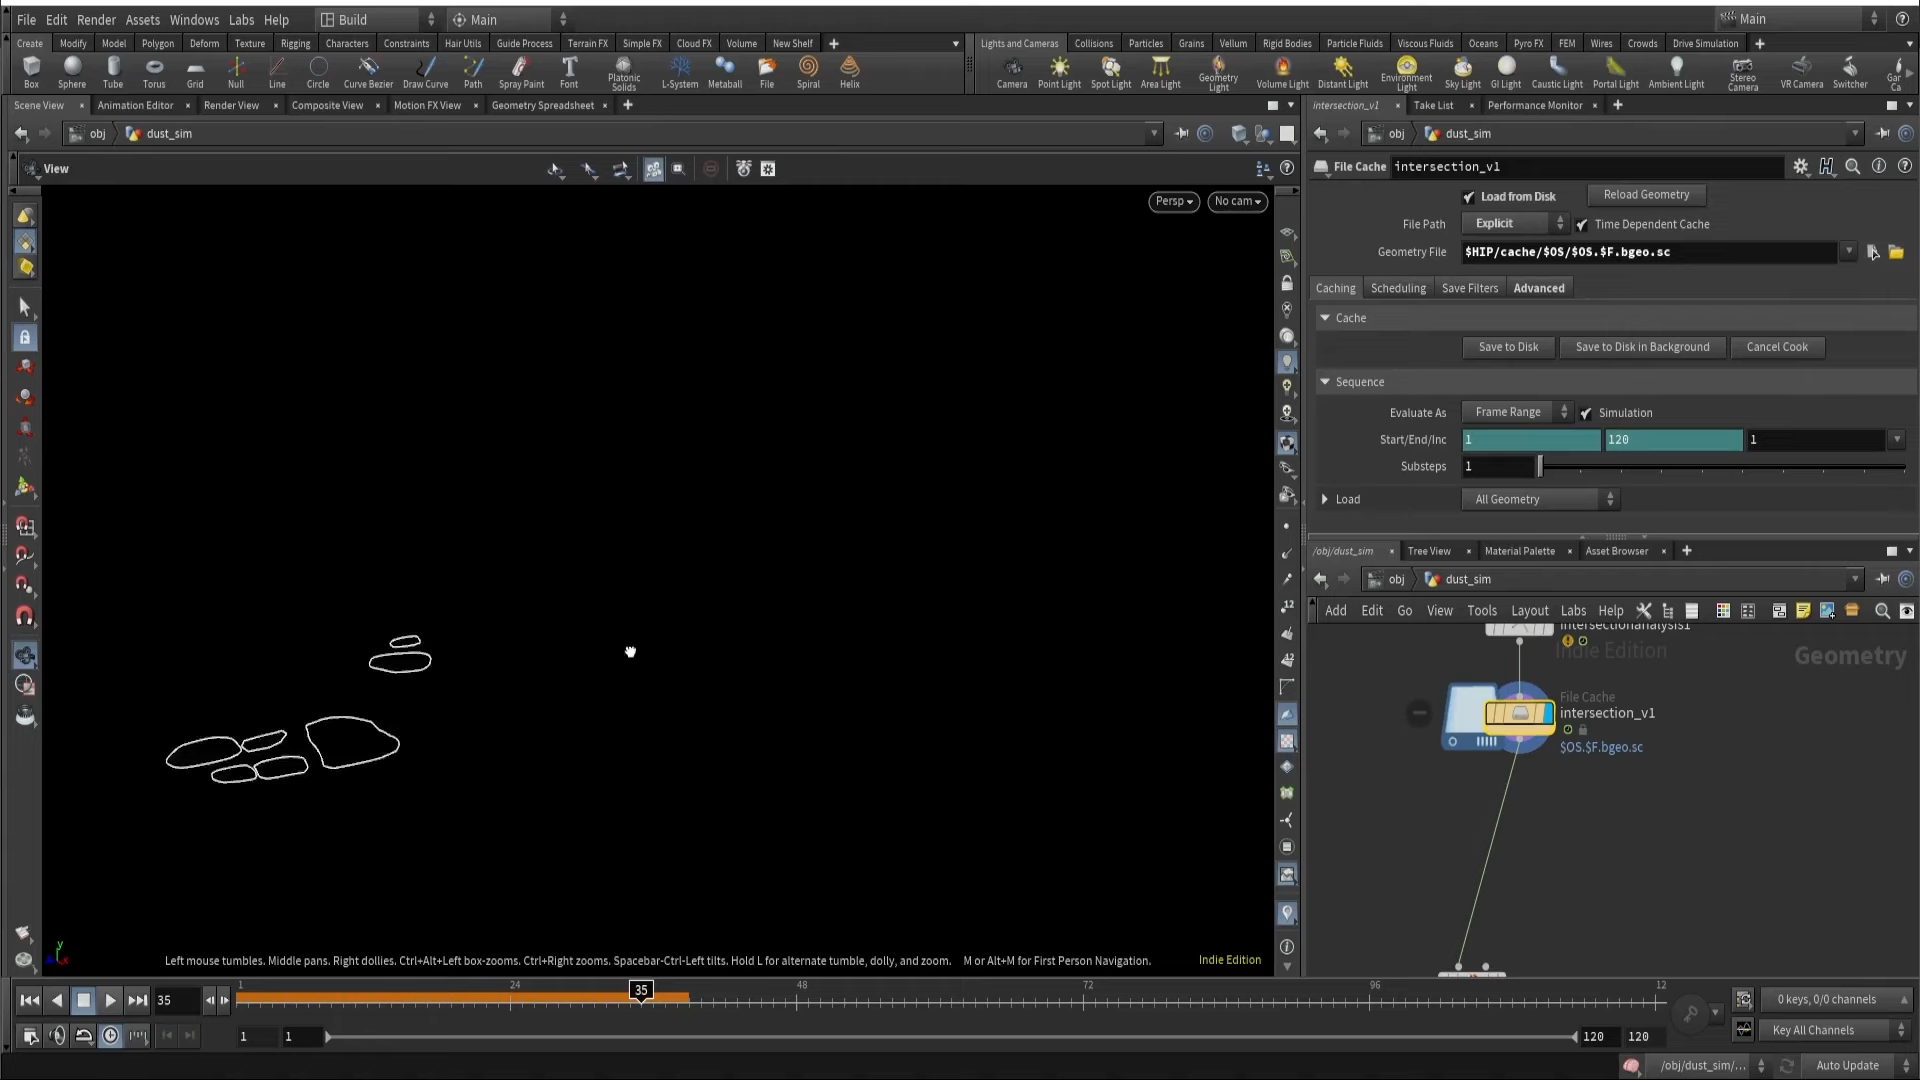 File Edit Render Assets Windows Labs Help Build Main Main
Create Modify Model Polygon Deform Texture Rigging Characters Constraints Hair Utils Guide Process Terrain FX Simple FX Cloud FX Volume New Shelf
Lights and Cameras Collisions Particles Grains Vellum Rigid Bodies Particle Fluids Viscous Fluids Oceans Pyro FX FEM Wires Crowds Drive Simulation
Box Sphere Tube Torus Grid Null Line Circle Curve Bezier Draw Curve Path Spray Paint Font Platonic Solids L-System Metaball File Spiral Helix
Camera Point Light Spot Light Area Light Geometry Light Volume Light Distant Light Environment Light Sky Light GI Light Caustic Light Portal Light Ambient Light Stereo Camera VR Camera Switcher Gar Ca
Scene View Animation Editor Render View Composite View Motion FX View Geometry Spreadsheet
intersection_v1 Take List Performance Monitor
obj dust_sim
obj dust_sim
View
File Cache intersection_v1
Persp No cam
Load from Disk Reload Geometry
File Path Explicit Time Dependent Cache
Geometry File $HIP/cache/$OS/$OS.$F.bgeo.sc
Caching Scheduling Save Filters Advanced
Cache
Save to Disk Save to Disk in Background Cancel Cook
Sequence
Evaluate As Frame Range Simulation
Start/End/Inc 1 120 1
Substeps 1
Load All Geometry
/obj/dust_sim Tree View Material Palette Asset Browser
obj dust_sim
Add Edit Go View Tools Layout Labs Help
intersectionanalysis1
Indie Edition
Geometry
File Cache
intersection_v1
$OS.$F.bgeo.sc
Left mouse tumbles. Middle pans. Right dollies. Ctrl+Alt+Left box-zooms. Ctrl+Right zooms. Spacebar-Ctrl-Left tilts. Hold L for alternate tumble, dolly, and zoom. M or Alt+M for First Person Navigation.
Indie Edition
35 1 24 35 48 72 96 12
0 keys, 0/0 channels
1 1 120 120
Key All Channels
/obj/dust_sim/... Auto Update